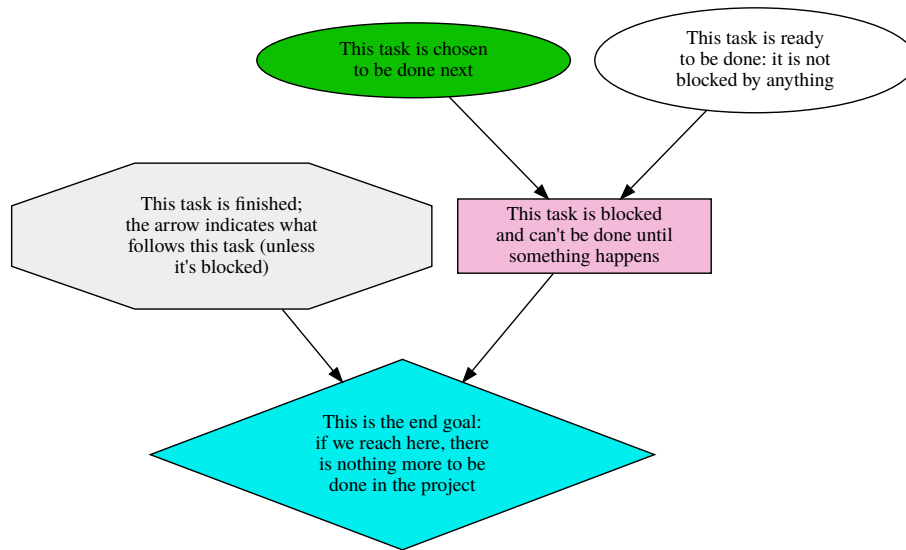 This task is chosen
to be done next
This task is ready
to be done: it is not
blocked by anything
This task is finished;
the arrow indicates what
follows this task (unless
it's blocked)
This task is blocked
and can't be done until
something happens
This is the end goal:
if we reach here, there
is nothing more to be
done in the project